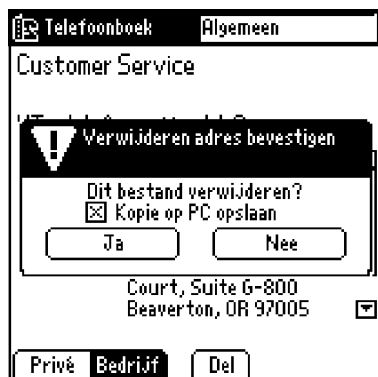 Telefoonboek Algemeen
Customer Service
Verwijderen adres bevestigen
Dit bestand verwijderen?
Kopie op PC opslaan
Ja Nee
Court, Suite G-800
Beaverton, OR 97005
Privé Bedrijf Del